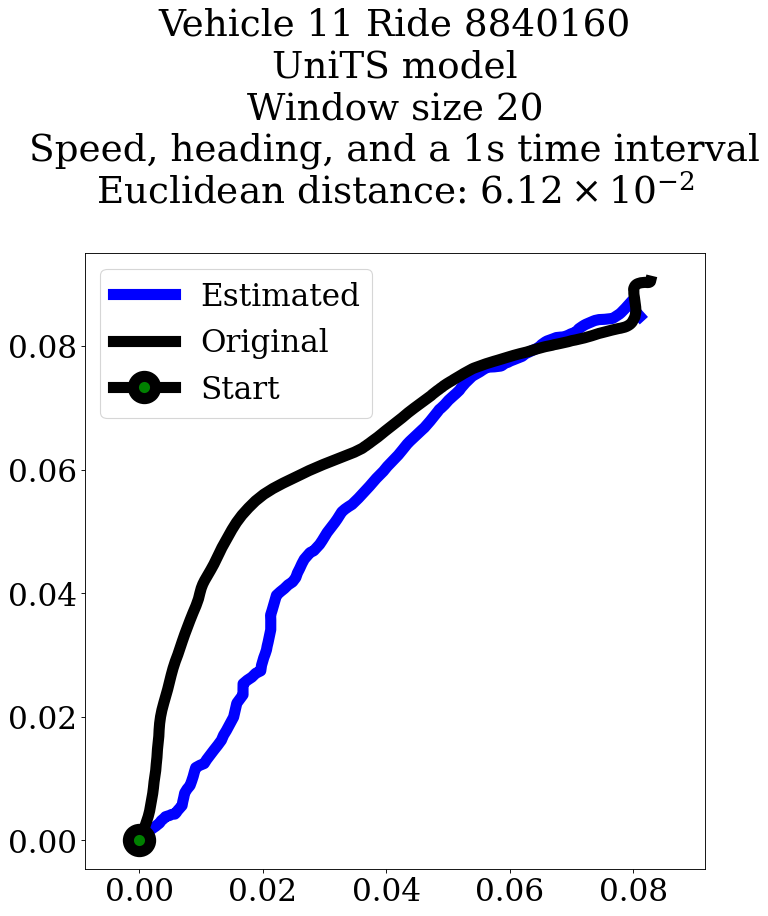 Vehicle 11 Ride 8840160
UniTS model
Window size 20
Speed, heading, and a 1s time interval
Euclidean distance: 6.12 × 10⁻²
Estimated
Original
Start
0.08
0.06
0.04
0.02
0.00
0.00 0.02 0.04 0.06 0.08